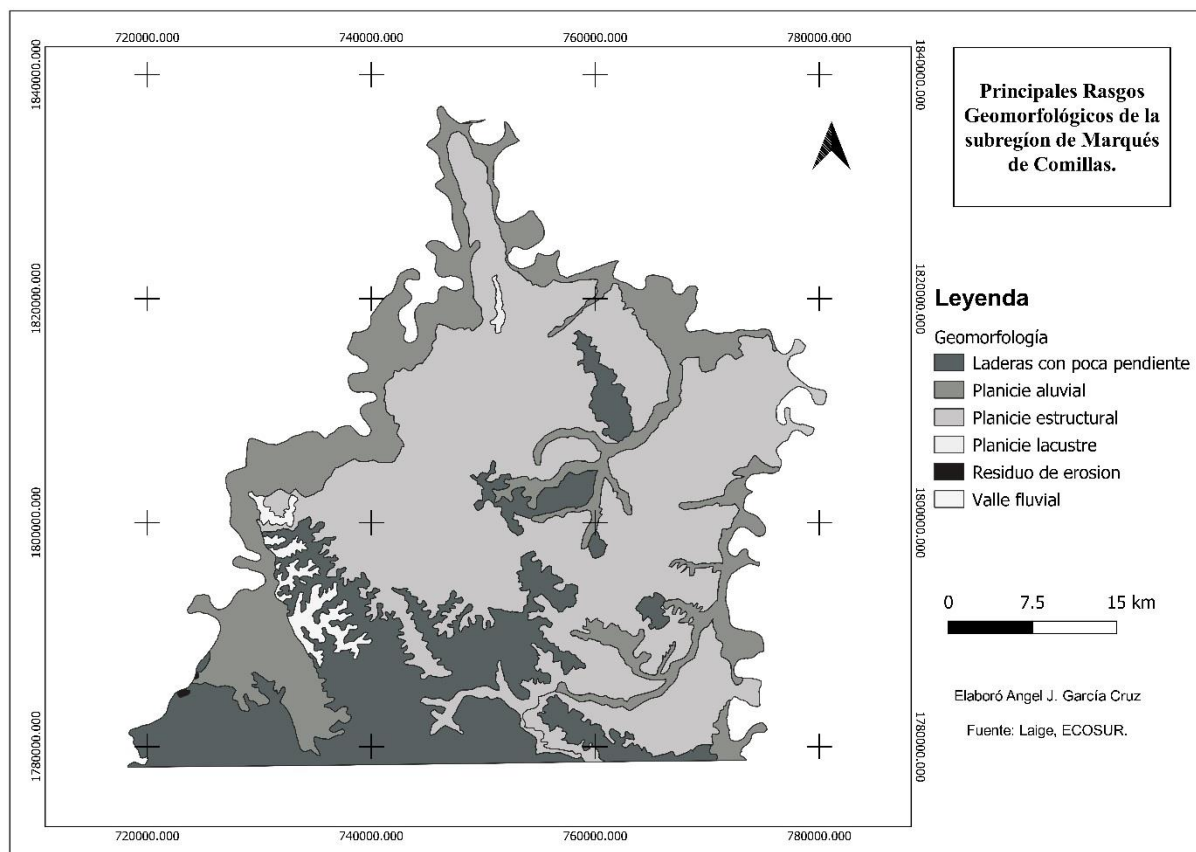 720000.000 740000.000 760000.000 780000.000
1840000.000
1820000.000
1800000.000
1780000.000
1840000.000
1820000.000
1800000.000
1780000.000
720000.000 740000.000 760000.000 780000.000
Principales Rasgos
Geomorfológicos de la
subregíon de Marqués
de Comillas.
Leyenda
Geomorfología
Laderas con poca pendiente
Planicie aluvial
Planicie estructural
Planicie lacustre
Residuo de erosion
Valle fluvial
0 7.5 15 km
Elaboró Angel J. García Cruz
Fuente: Laige, ECOSUR.